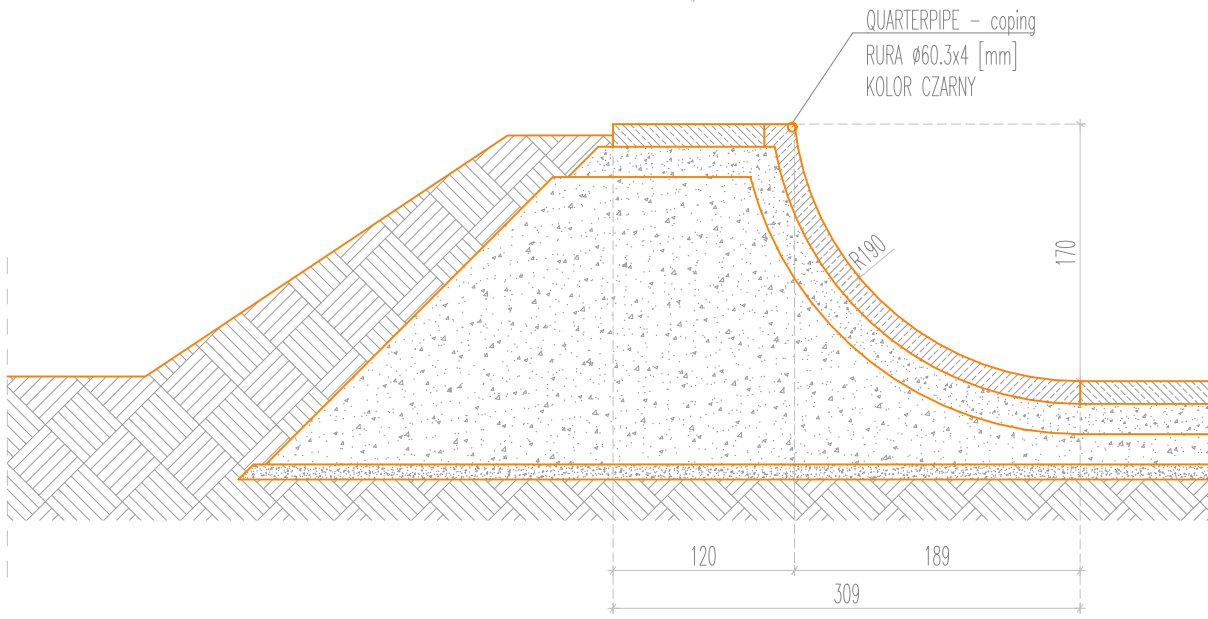 QUARTERPIPE - coping
RURA ø60.3x4 [mm]
KOLOR CZARNY
R190
170
120
189
309